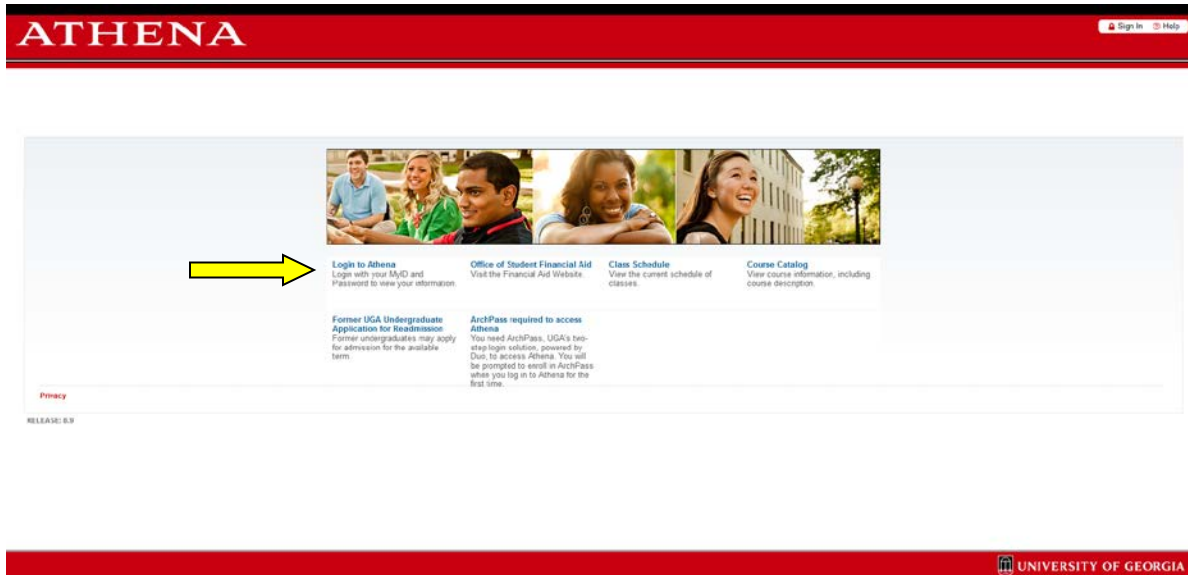 ATHENA
Sign In Help
Login to Athena
Login with your MyID and
Password to view your information.
Office of Student Financial Aid
Visit the Financial Aid Website.
Class Schedule
View the current schedule of
classes.
Course Catalog
View course information, including
course description.
Former UGA Undergraduate
Application for Readmission
Former undergraduates may apply
for admission for the available
term.
ArchPass required to access
Athena
You need ArchPass, UGA's two-
step login solution, powered by
Duo, to access Athena. You will
be prompted to enroll in ArchPass
when you log in to Athena for the
first time.
Privacy
RELEASE: 8.9
UNIVERSITY OF GEORGIA